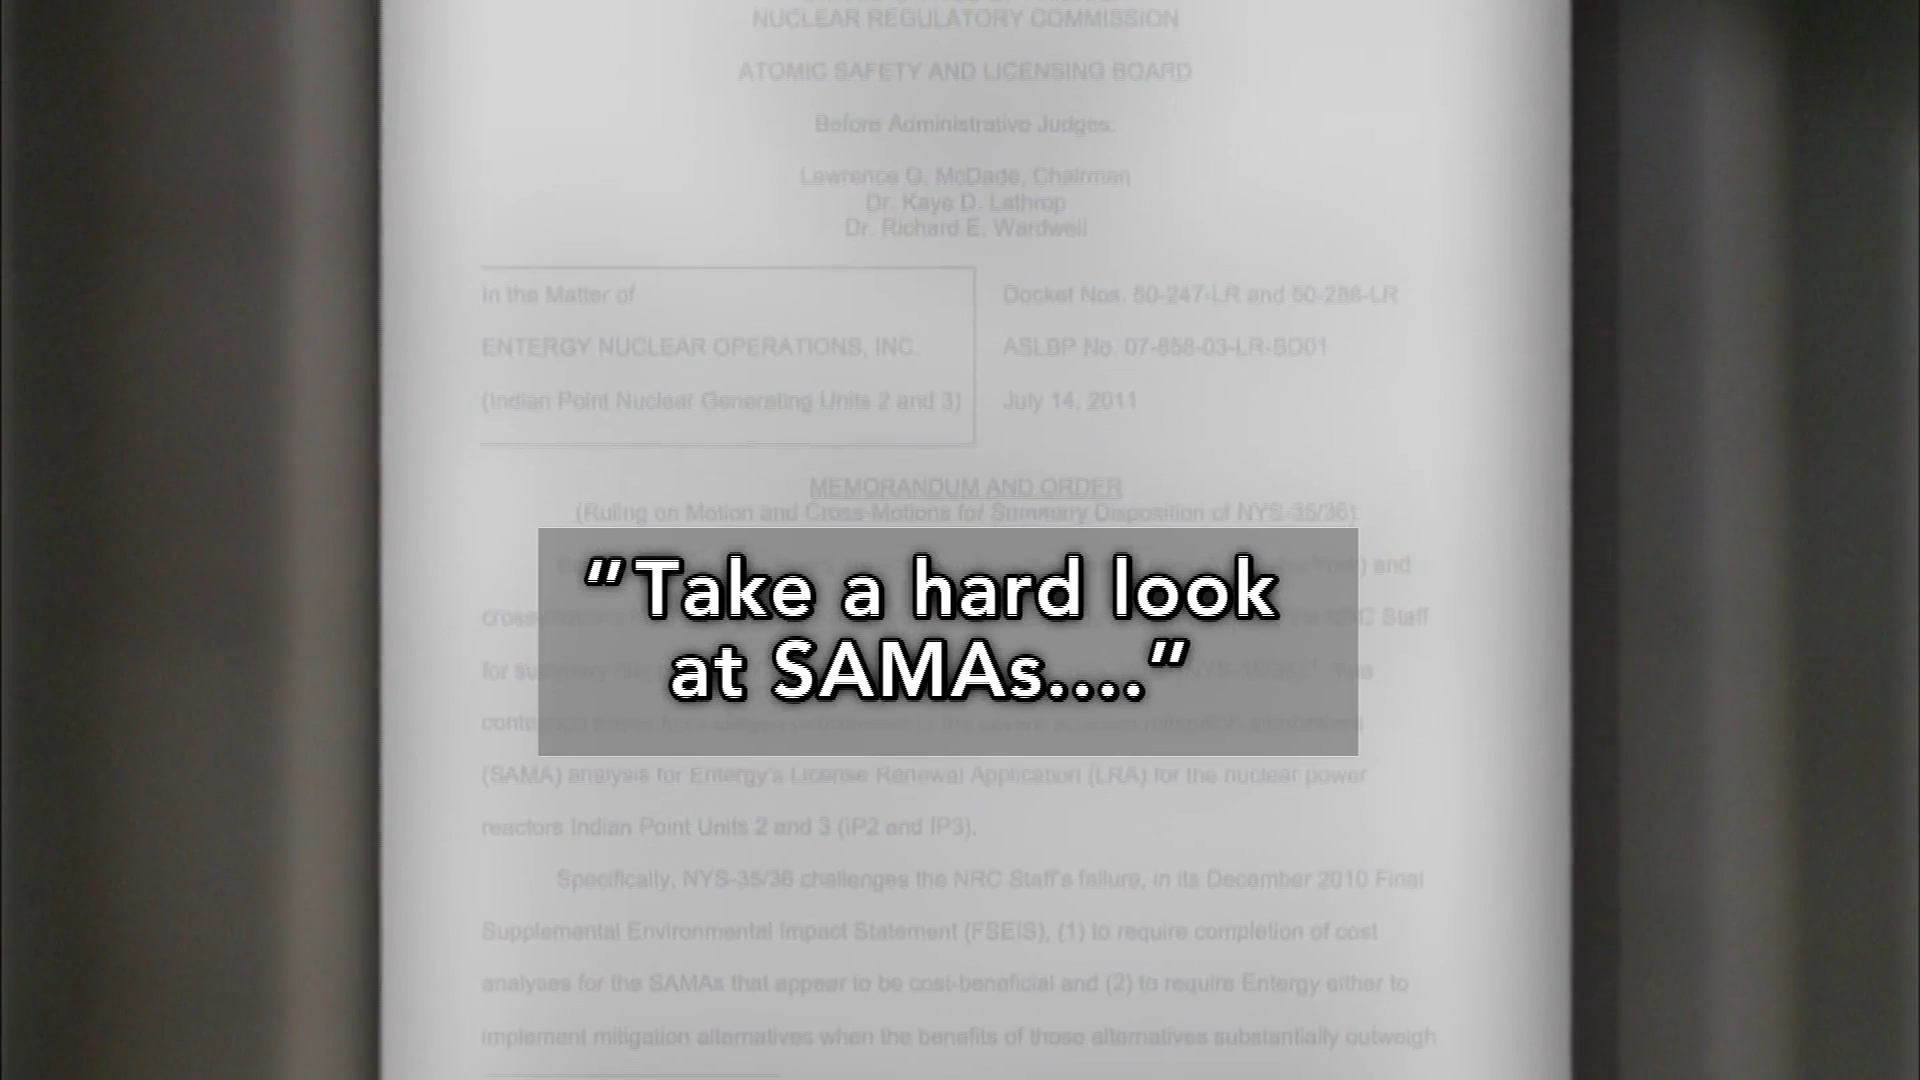 NUCLEAR REGULATORY COMMISSION
ATOMIC SAFETY AND LICENSING BOARD
Before Administrative Judges:
Lawrence G. McDade, Chairman
Dr. Kaye D. Lathrop
Dr. Richard E. Wardwell
In the Matter of
ENTERGY NUCLEAR OPERATIONS, INC.
(Indian Point Nuclear Generating Units 2 and 3)
Docket Nos. 50-247-LR and 50-286-LR
ASLBP No. 07-858-03-LR-BD01
July 14, 2011
MEMORANDUM AND ORDER
(Ruling on Motion and Cross-Motions for Summary Disposition of NYS-35/36)
and
"Take a hard look
Staff
for
at SAMAs...."
(SAMA) analysis for Entergy's License Renewal Application (LRA) for the nuclear power
reactors Indian Point Units 2 and 3 (IP2 and IP3).
Specifically, NYS-35/36 challenges the NRC Staff's failure, in its December 2010 Final
Supplemental Environmental Impact Statement (FSEIS), (1) to require completion of cost
analyses for the SAMAs that appear to be cost-beneficial and (2) to require Entergy either to
implement mitigation alternatives when the benefits of those alternatives substantially outweigh